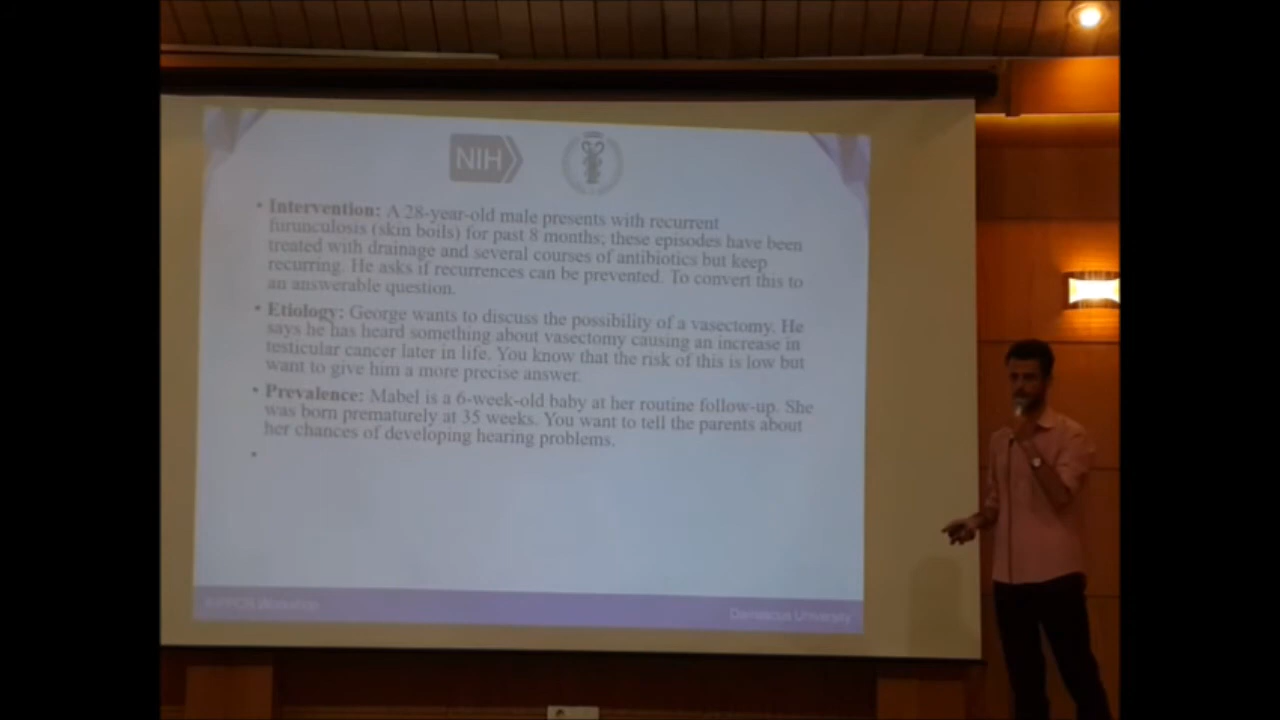 NIH
• Intervention: A 28-year-old male presents with recurrent
furunculosis (skin boils) for past 8 months; these episodes have been
treated with drainage and several courses of antibiotics but keep
recurring. He asks if recurrences can be prevented. To convert this to
an answerable question.
• Etiology: George wants to discuss the possibility of a vasectomy. He
says he has heard something about vasectomy causing an increase in
testicular cancer later in life. You know that the risk of this is low but
want to give him a more precise answer.
• Prevalence: Mabel is a 6-week-old baby at her routine follow-up. She
was born prematurely at 35 weeks. You want to tell the parents about
her chances of developing hearing problems.
•
Workshop
Damascus University